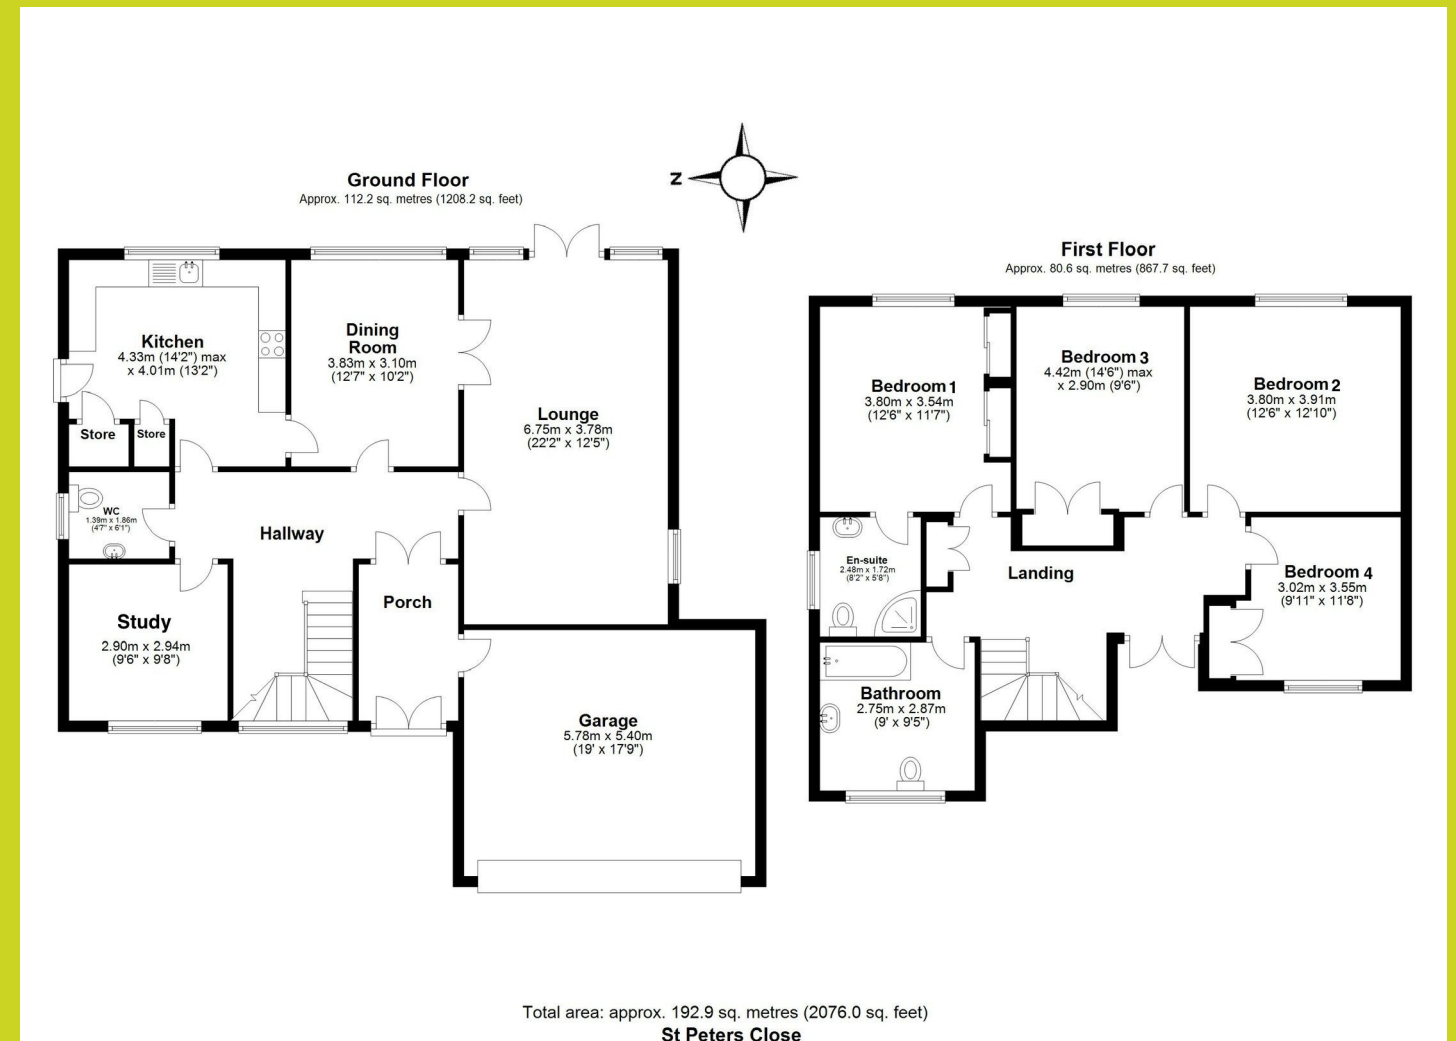 Ground Floor
Approx. 112.2 sq. metres (1208.2 sq. feet)
Z
First Floor
Approx. 80.6 sq. metres (867.7 sq. feet)
Kitchen
4.33m (14'2") max
x 4.01m (13'2")
Dining
Room
3.83m x 3.10m
(12'7" x 10'2")
Lounge
6.75m x 3.78m
(22'2" x 12'5")
Store
Store
WC
1.39m x 1.86m
(4'7" x 6'1")
Hallway
Study
2.90m x 2.94m
(9'6" x 9'8")
Porch
Garage
5.78m x 5.40m
(19' x 17'9")
Bedroom 1
3.80m x 3.54m
(12'6" x 11'7")
Bedroom 3
4.42m (14'6") max
x 2.90m (9'6")
Bedroom 2
3.80m x 3.91m
(12'6" x 12'10")
En-suite
2.48m x 1.72m
(8'2" x 5'8")
Landing
Bedroom 4
3.02m x 3.55m
(9'11" x 11'8")
Bathroom
2.75m x 2.87m
(9' x 9'5")
Total area: approx. 192.9 sq. metres (2076.0 sq. feet)
St Peters Close